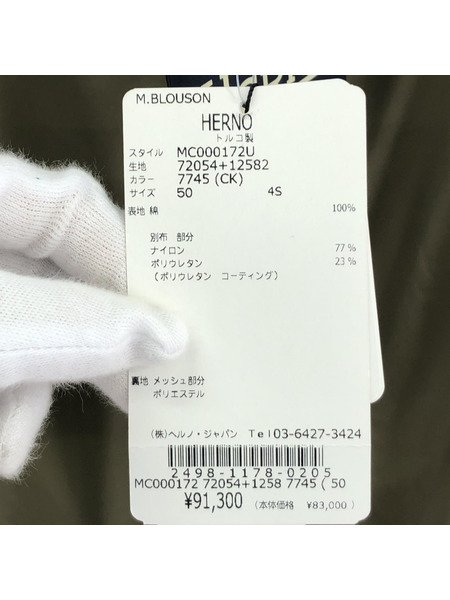 M.BLOUSON
HERNO
トルコ製
スタイル MC000172U
生地 72054+12582
カラー 7745 (CK)
サイズ 50 4S
表地 綿 100%
別布 部分
ナイロン 77 %
ポリウレタン 23 %
(ポリウレタン コーティング)
裏地 メッシュ部分
ポリエステル
(株)ヘルノ・ジャパン Tel03-6427-3424
2498-1178-0205
MC000172 72054+1258 7745 ( 50
¥91,300 (本体価格 ¥83,000)